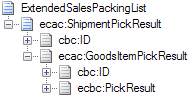 ExtendedSalesPackingList
ecac:ShipmentPickResult
cbc:ID
ecac:GoodsItemPickResult
cbc:ID
ecbc:PickResult